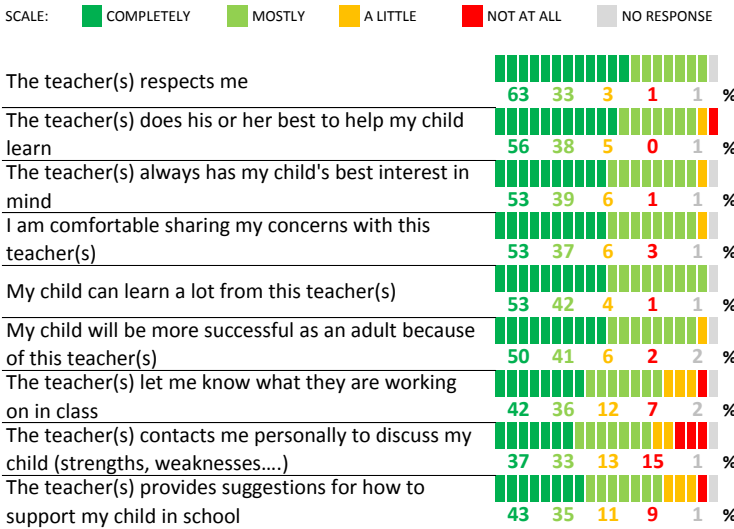 SCALE: COMPLETELY MOSTLY A LITTLE NOT AT ALL NO RESPONSE
The teacher(s) respects me
63 33 3 1 1 %
The teacher(s) does his or her best to help my child
learn
56 38 5 0 1 %
The teacher(s) always has my child's best interest in
mind
53 39 6 1 1 %
I am comfortable sharing my concerns with this
teacher(s)
53 37 6 3 1 %
My child can learn a lot from this teacher(s)
53 42 4 1 1 %
My child will be more successful as an adult because
of this teacher(s)
50 41 6 2 2 %
The teacher(s) let me know what they are working
on in class
42 36 12 7 2 %
The teacher(s) contacts me personally to discuss my
child (strengths, weaknesses....)
37 33 13 15 1 %
The teacher(s) provides suggestions for how to
support my child in school
43 35 11 9 1 %